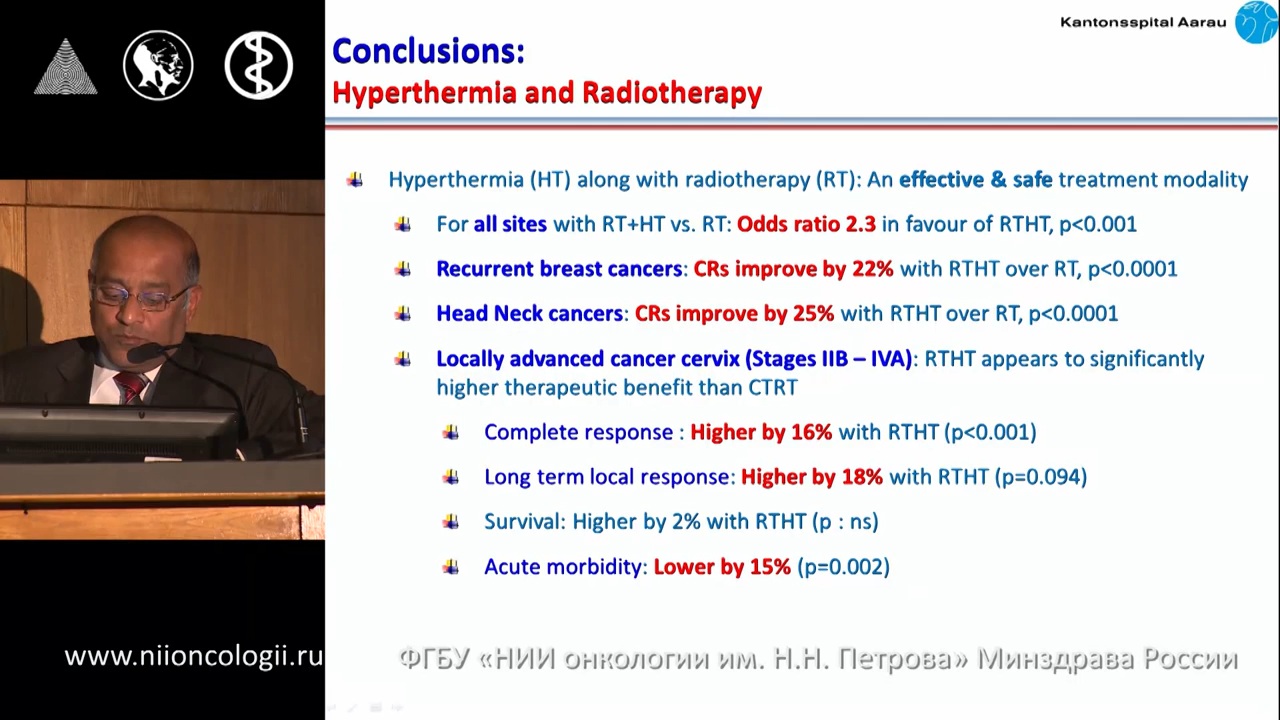 Kantonsspital Aarau
Conclusions:
Hyperthermia and Radiotherapy
Hyperthermia (HT) along with radiotherapy (RT): An effective & safe treatment modality
For all sites with RT+HT vs. RT: Odds ratio 2.3 in favour of RTHT, p<0.001
Recurrent breast cancers: CRs improve by 22% with RTHT over RT, p<0.0001
Head Neck cancers: CRs improve by 25% with RTHT over RT, p<0.0001
Locally advanced cancer cervix (Stages IIB – IVA): RTHT appears to significantly
higher therapeutic benefit than CTRT
Complete response : Higher by 16% with RTHT (p<0.001)
Long term local response: Higher by 18% with RTHT (p=0.094)
Survival: Higher by 2% with RTHT (p : ns)
Acute morbidity: Lower by 15% (p=0.002)
www.niioncologii.ru
ФГБУ «НИИ онкологии им. Н.Н. Петрова» Минздрава России